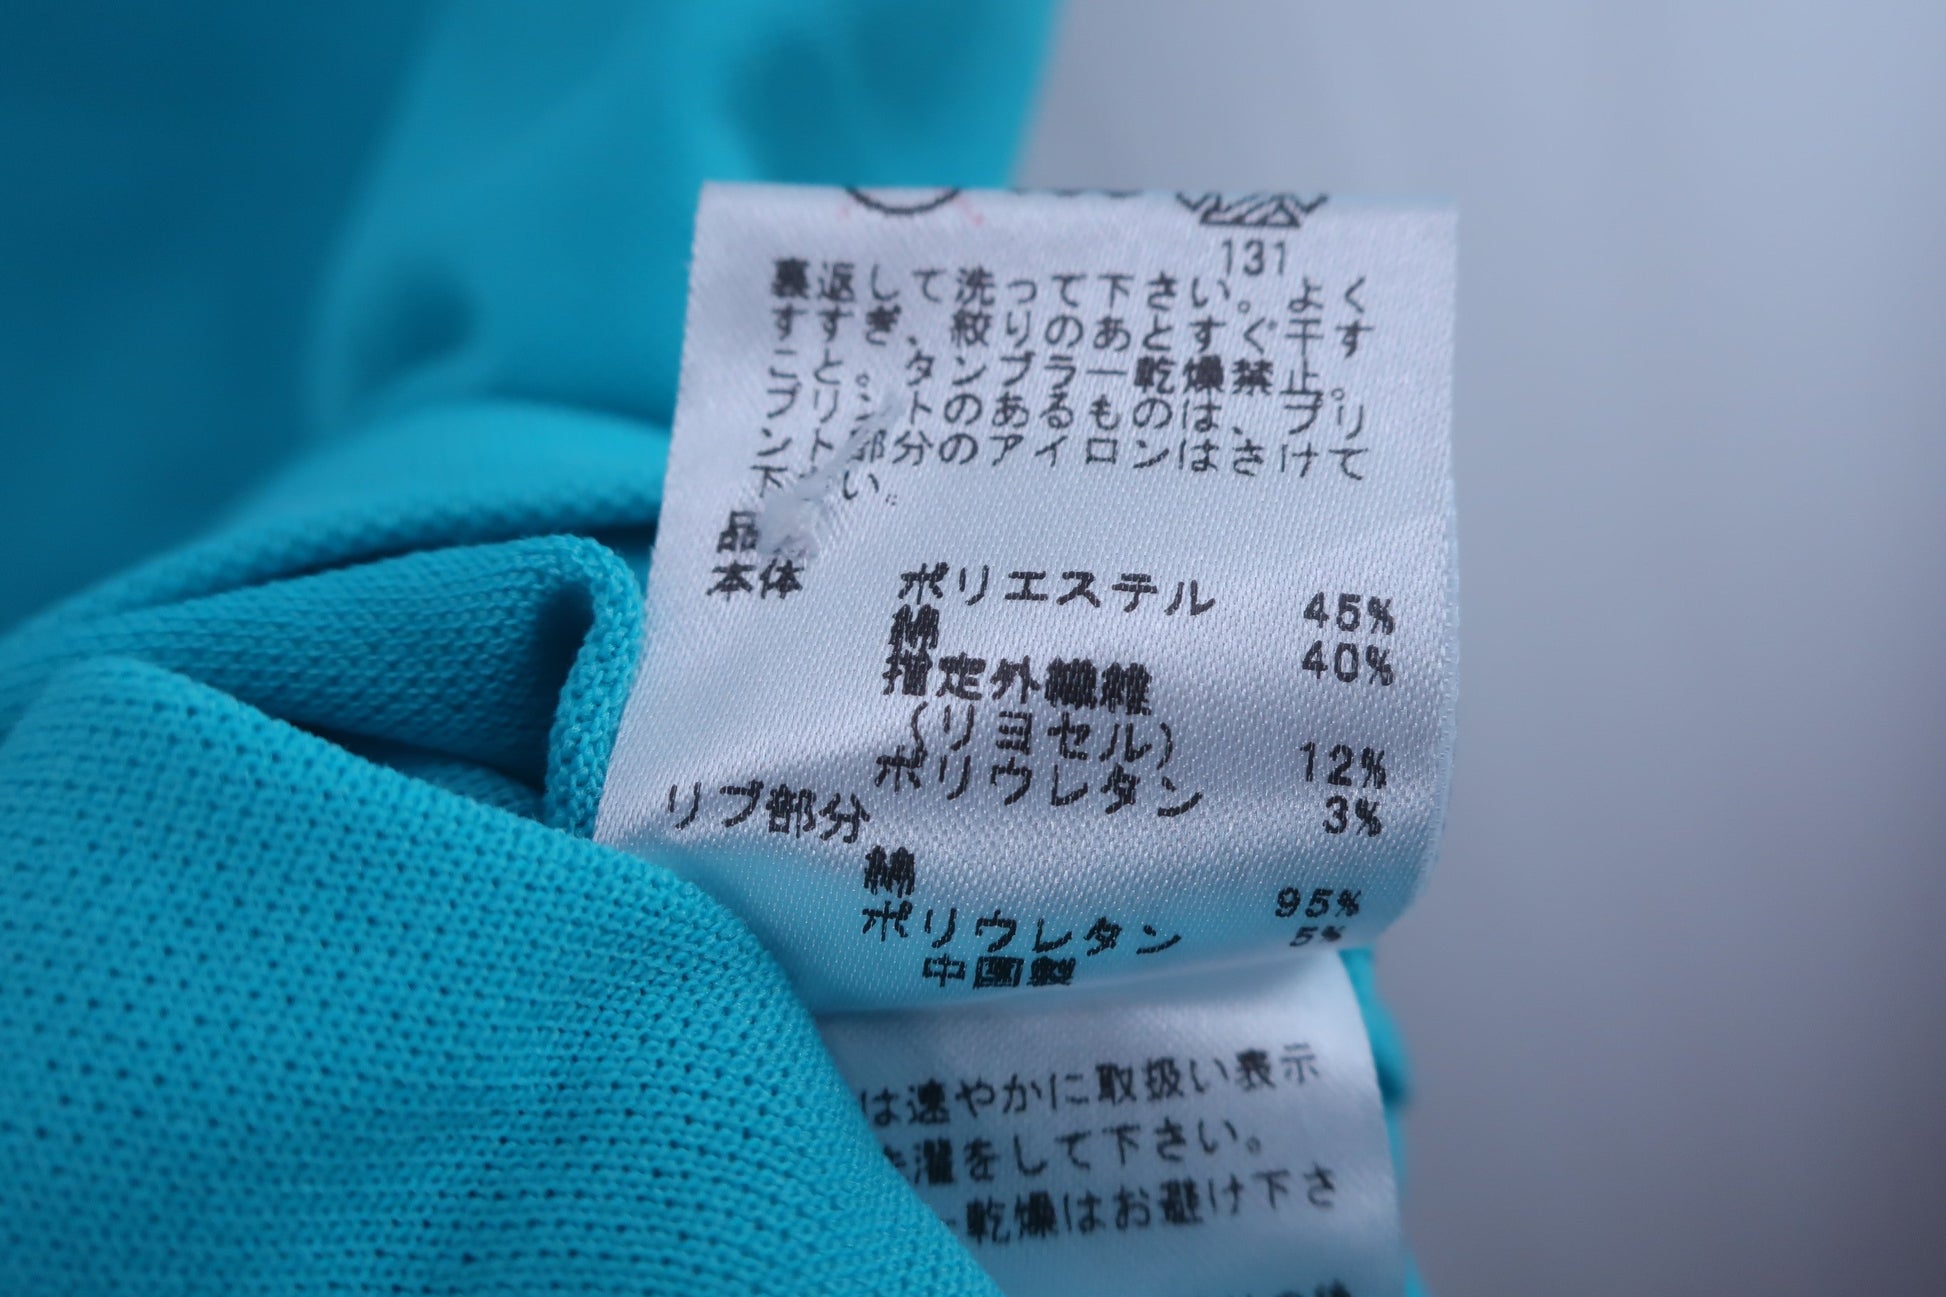 131
裏返して洗って下さい。よく
すすぎ、絞りのあとすぐ干す
こと。タンブラー乾燥禁止。
プリントのあるものは、プリ
ント部分のアイロンはさけて
下さい。
品
本体 ポリエステル 45%
綿 40%
指定外繊維
(リヨセル) 12%
ポリウレタン 3%
リブ部分
綿 95%
ポリウレタン 5%
中国製
は速やかに取扱い表示
濯をして下さい。
ー乾燥はお避け下さ